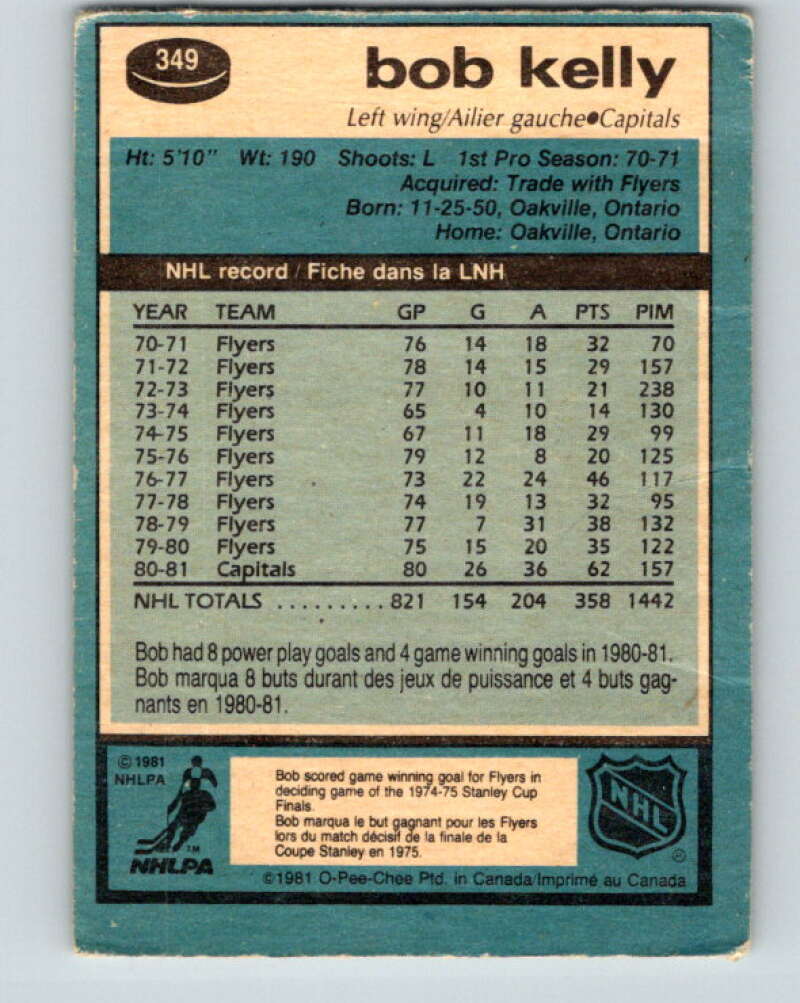 349
bob kelly
Left wing/Ailier gauche●Capitals
Ht: 5'10" Wt: 190 Shoots: L 1st Pro Season: 70-71
Acquired: Trade with Flyers
Born: 11-25-50, Oakville, Ontario
Home: Oakville, Ontario
NHL record / Fiche dans la LNH
YEAR TEAM GP G A PTS PIM
70-71 Flyers 76 14 18 32 70
71-72 Flyers 78 14 15 29 157
72-73 Flyers 77 10 11 21 238
73-74 Flyers 65 4 10 14 130
74-75 Flyers 67 11 18 29 99
75-76 Flyers 79 12 8 20 125
76-77 Flyers 73 22 24 46 117
77-78 Flyers 74 19 13 32 95
78-79 Flyers 77 7 31 38 132
79-80 Flyers 75 15 20 35 122
80-81 Capitals 80 26 36 62 157
NHL TOTALS ......... 821 154 204 358 1442
Bob had 8 power play goals and 4 game winning goals in 1980-81.
Bob marqua 8 buts durant des jeux de puissance et 4 buts gag-
nants en 1980-81.
© 1981
NHLPA
TM
NHLPA
Bob scored game winning goal for Flyers in
deciding game of the 1974-75 Stanley Cup
Finals.
Bob marqua le but gagnant pour les Flyers
lors du match décisif de la finale de la
Coupe Stanley en 1975.
NHL
®
©1981 O-Pee-Chee Ptd. in Canada/Imprimé au Canada